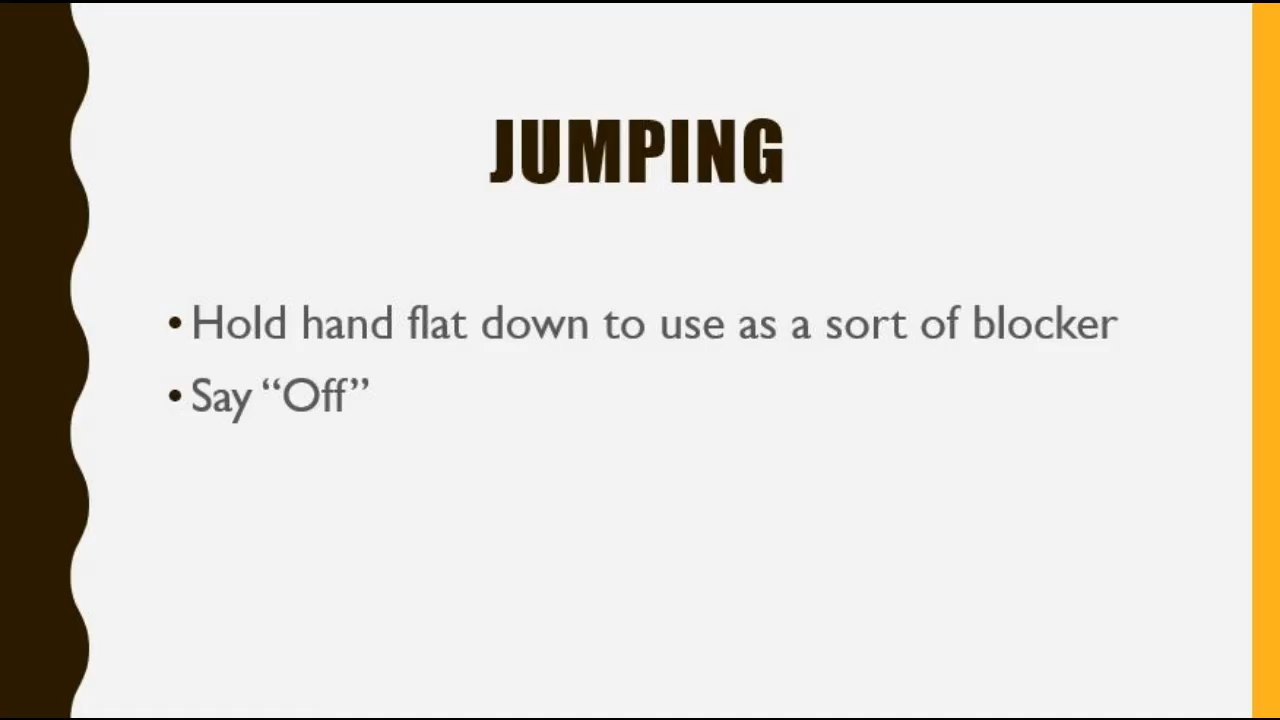 JUMPING
• Hold hand flat down to use as a sort of blocker
• Say “Off”